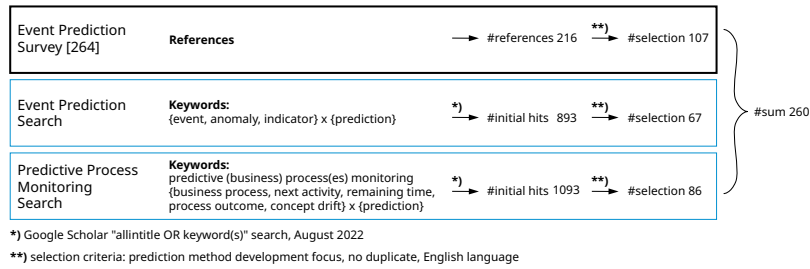 Event Prediction
Survey [264]
References
#references 216
**)
#selection 107
Event Prediction
Search
Keywords:
{event, anomaly, indicator} x {prediction}
*)
#initial hits 893
**)
#selection 67
#sum 260
Predictive Process
Monitoring
Search
Keywords:
predictive (business) process(es) monitoring
{business process, next activity, remaining time,
process outcome, concept drift} x {prediction}
*)
#initial hits 1093
**)
#selection 86
*) Google Scholar "allintitle OR keyword(s)" search, August 2022
**) selection criteria: prediction method development focus, no duplicate, English language